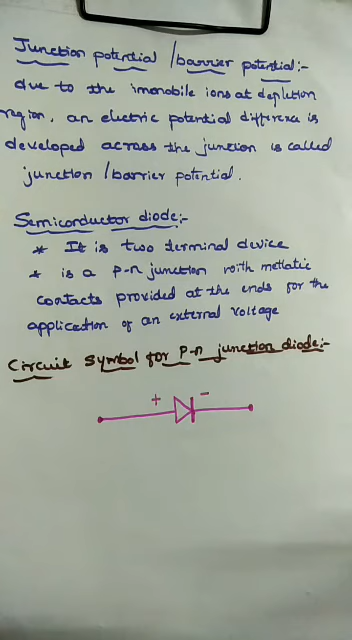 Junction potential / barrier potential:-
due to the immobile ions at depletion
region, an electric potential difference is
developed across the junction is called
junction / barrier potential.
Semiconductor diode:-
* It is two terminal device
* is a p-n junction with metlatic
contacts provided at the ends for the
application of an external voltage
Circuit Symbol for P-n junction diode:-
+ -